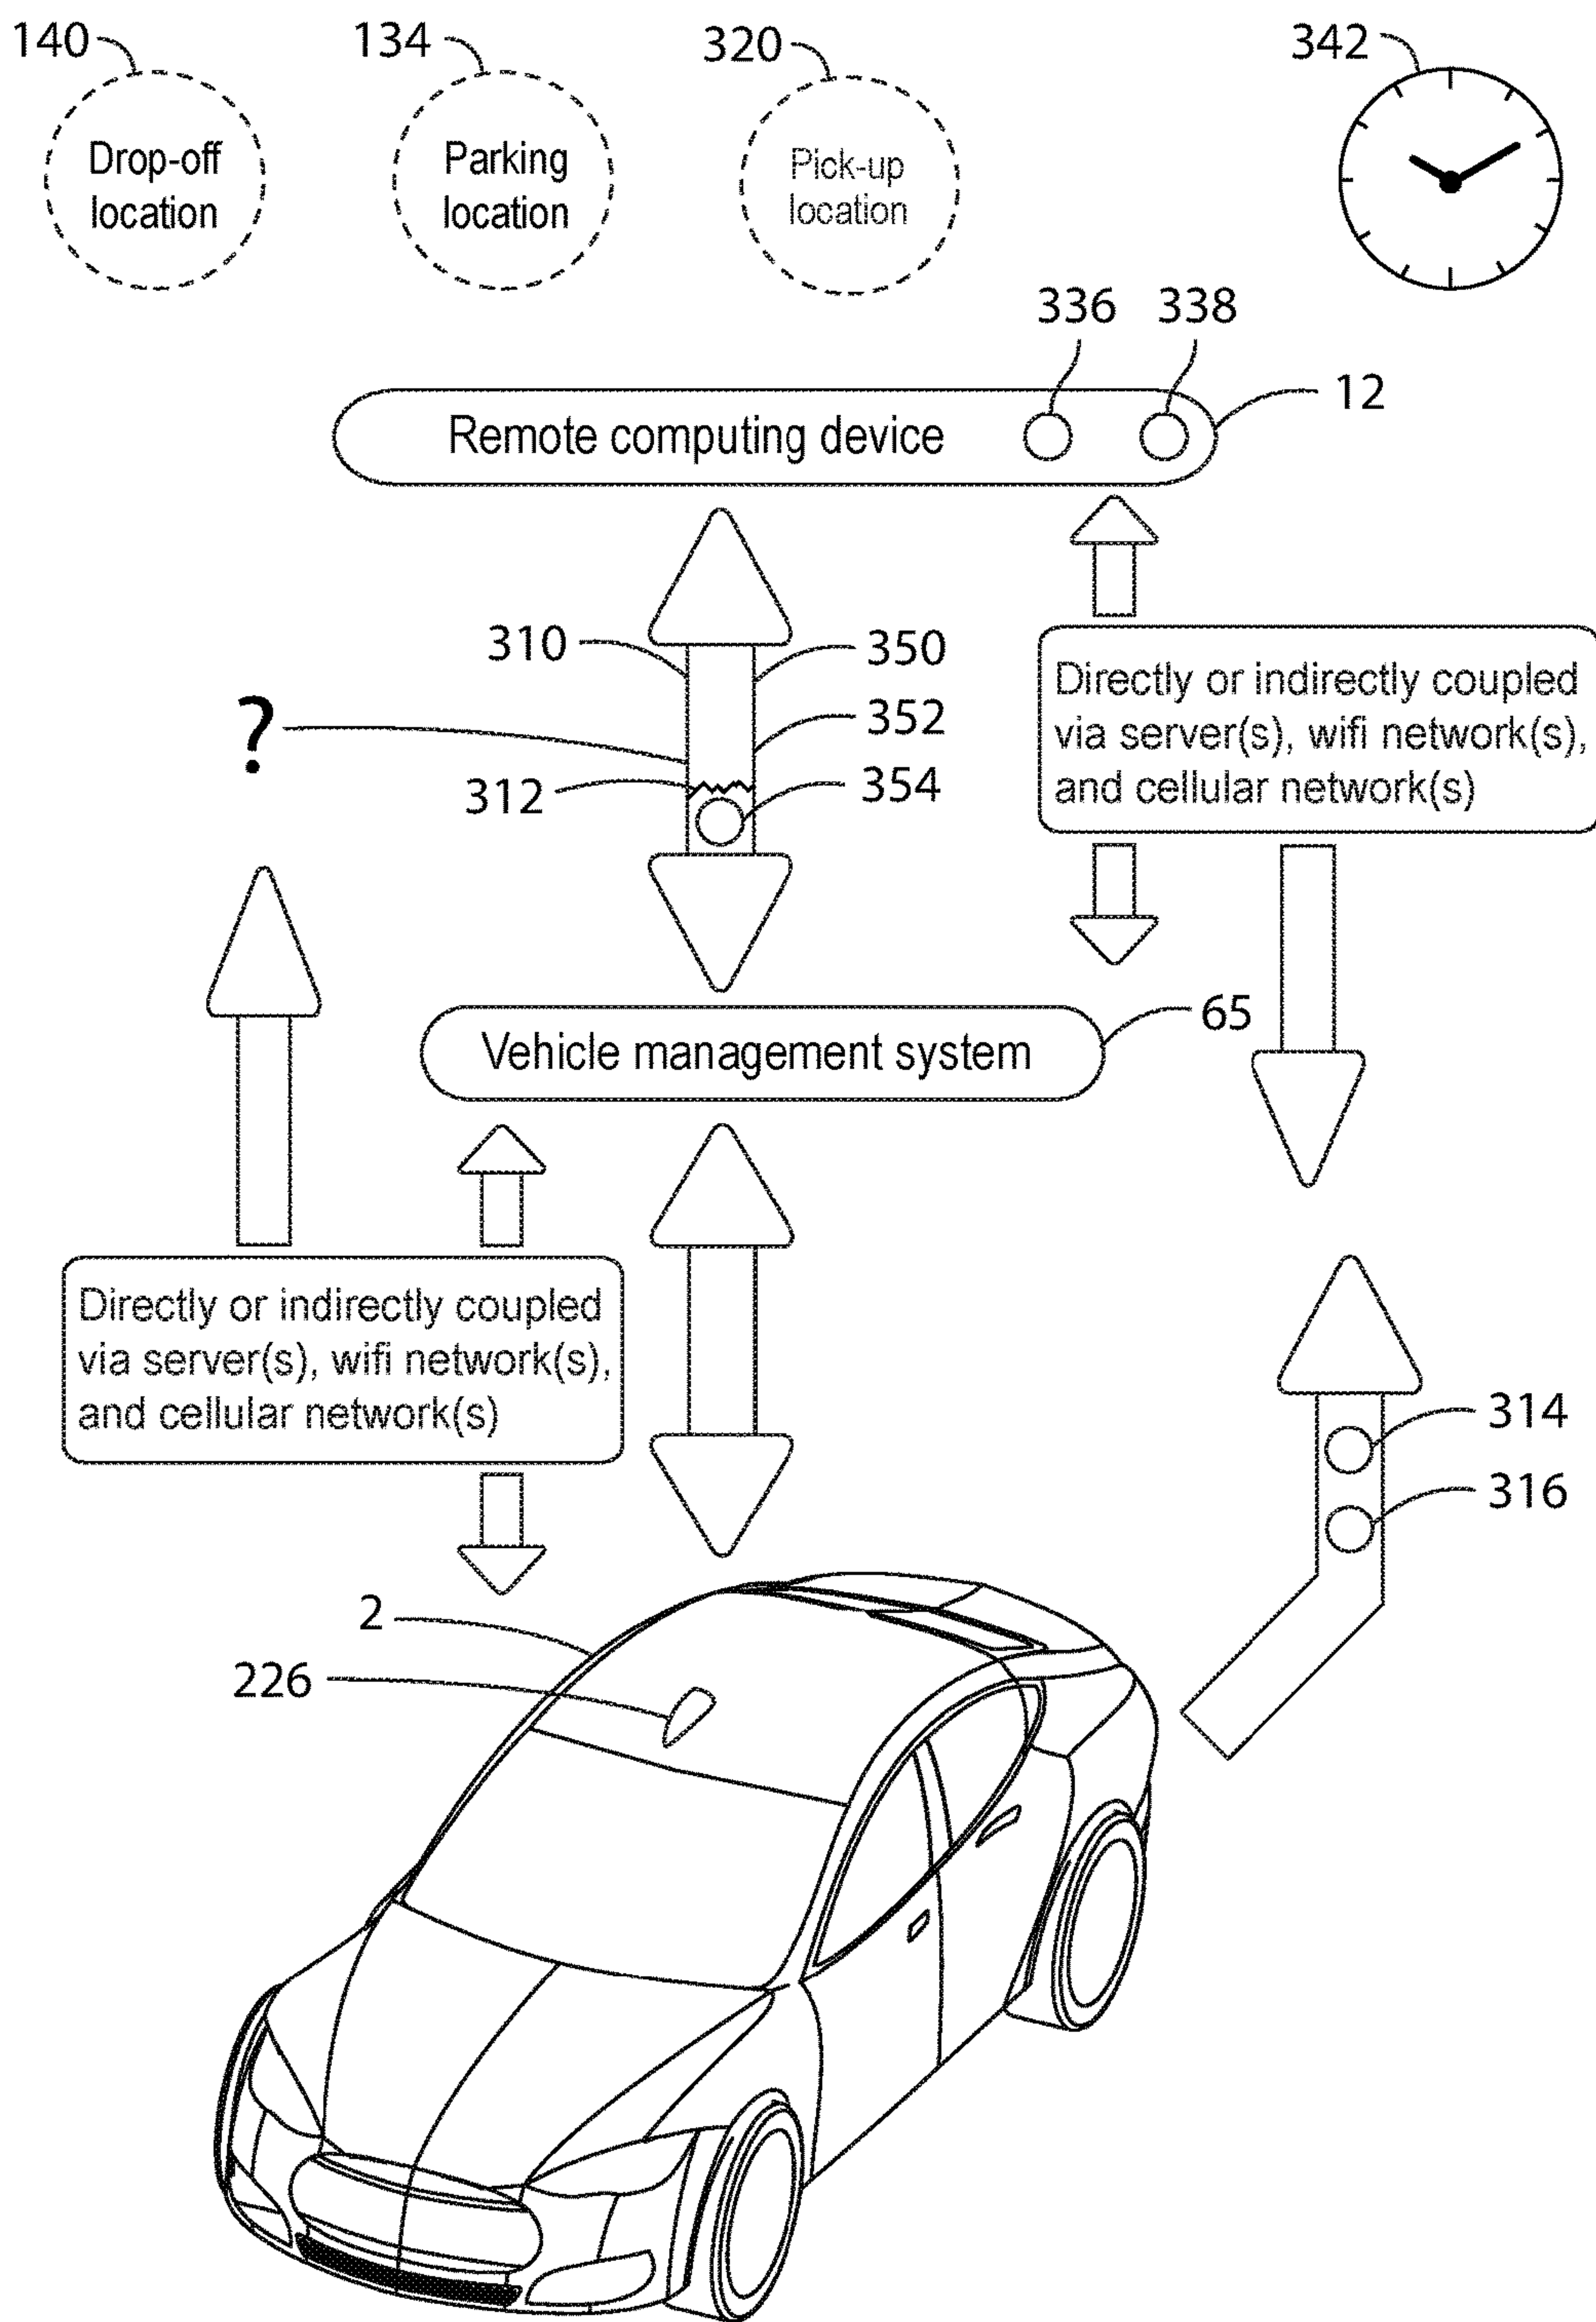 140
134
320
342
Drop-off
location
Parking
location
Pick-up
location
336
338
Remote computing device
12
310
350
?
352
312
354
Directly or indirectly coupled
via server(s), wifi network(s),
and cellular network(s)
65
Vehicle management system
Directly or indirectly coupled
via server(s), wifi network(s),
and cellular network(s)
314
316
2
226